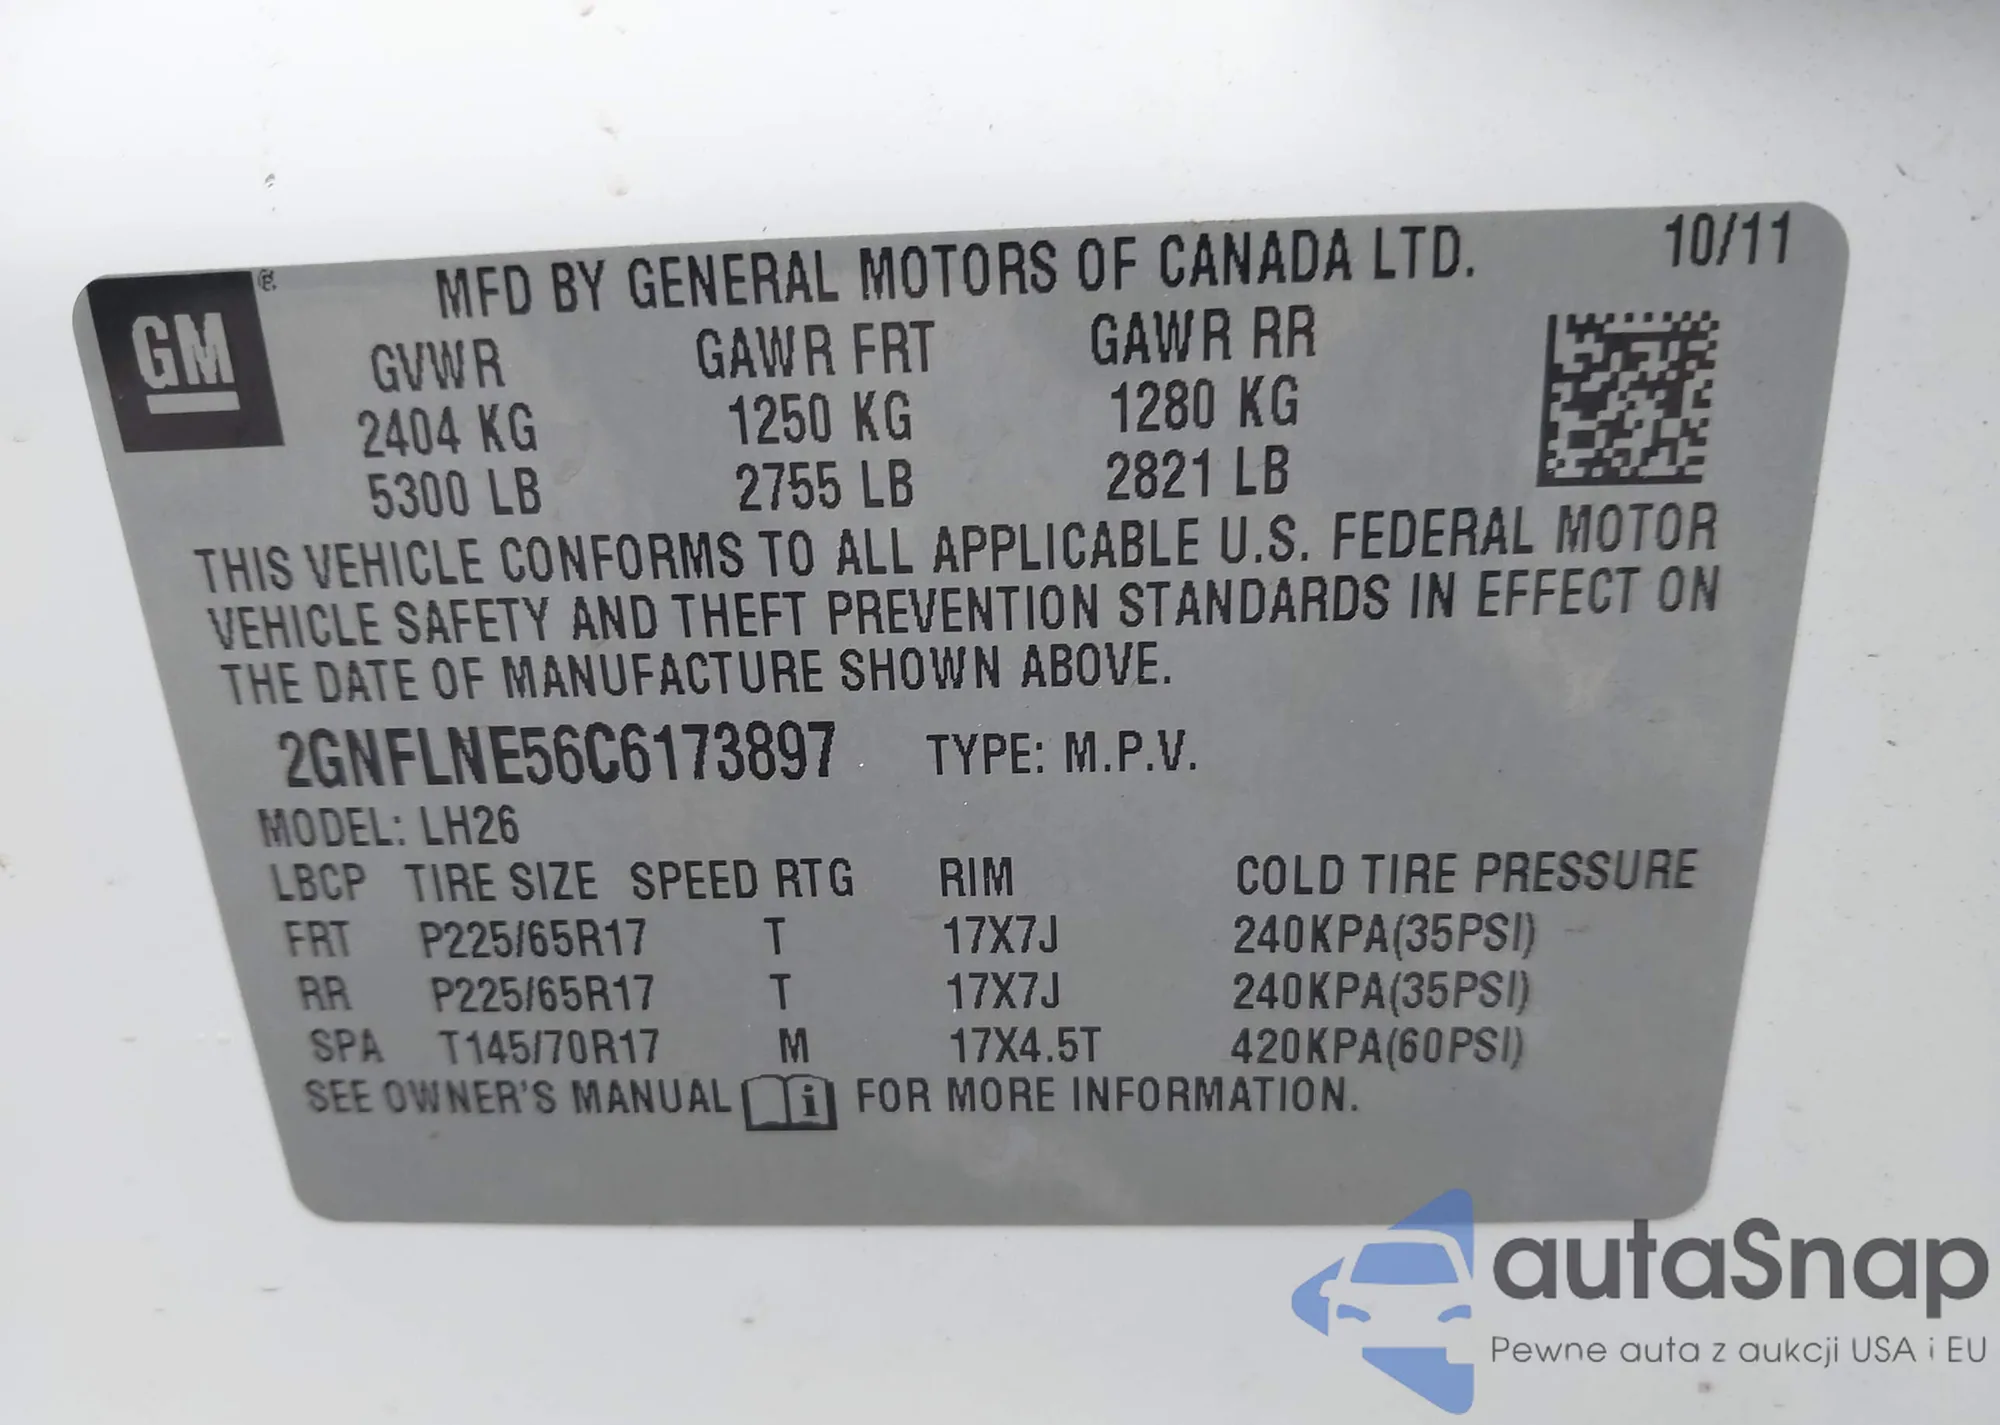 GM ®
MFD BY GENERAL MOTORS OF CANADA LTD. 10/11
GVWR GAWR FRT GAWR RR
2404 KG 1250 KG 1280 KG
5300 LB 2755 LB 2821 LB
THIS VEHICLE CONFORMS TO ALL APPLICABLE U.S. FEDERAL MOTOR
VEHICLE SAFETY AND THEFT PREVENTION STANDARDS IN EFFECT ON
THE DATE OF MANUFACTURE SHOWN ABOVE.
2GNFLNE56C6173897 TYPE: M.P.V.
MODEL: LH26
LBCP TIRE SIZE SPEED RTG RIM COLD TIRE PRESSURE
FRT P225/65R17 T 17X7J 240KPA(35PSI)
RR P225/65R17 T 17X7J 240KPA(35PSI)
SPA T145/70R17 M 17X4.5T 420KPA(60PSI)
SEE OWNER'S MANUAL i FOR MORE INFORMATION.
autaSnap
Pewne auta z aukcji USA i EU